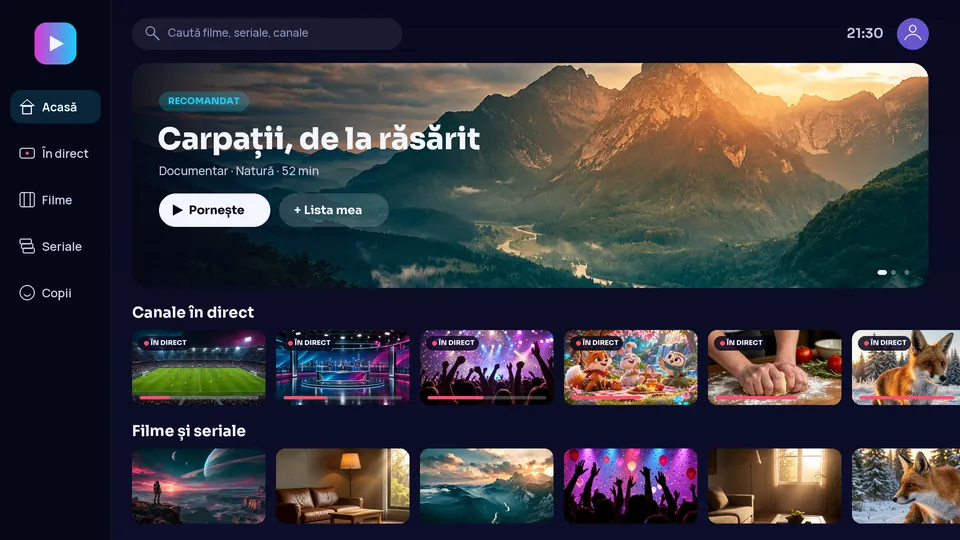 Caută filme, seriale, canale
21:30
Acasă
În direct
Filme
Seriale
Copii
RECOMANDAT
Carpații, de la răsărit
Documentar · Natură · 52 min
Pornește
+ Lista mea
Canale în direct
ÎN DIRECT
ÎN DIRECT
ÎN DIRECT
ÎN DIRECT
ÎN DIRECT
ÎN DIRECT
Filme și seriale